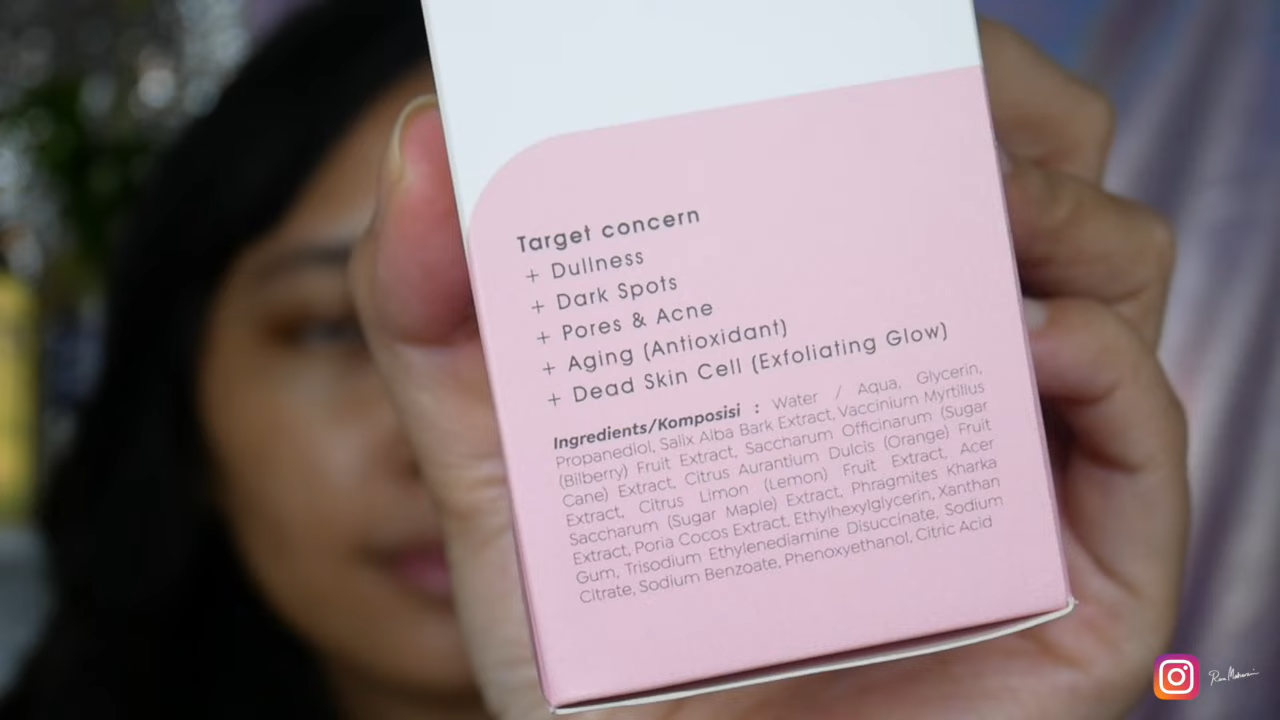 Target concern
+ Dullness
+ Dark Spots
+ Pores & Acne
+ Aging (Antioxidant)
+ Dead Skin Cell (Exfoliating Glow)
Ingredients/Komposisi : Water / Aqua, Glycerin,
Propanediol, Salix Alba Bark Extract, Vaccinium Myrtillus
(Bilberry) Fruit Extract, Saccharum Officinarum (Sugar
Cane) Extract, Citrus Aurantium Dulcis (Orange) Fruit
Extract, Citrus Limon (Lemon) Fruit Extract, Acer
Saccharum (Sugar Maple) Extract, Phragmites Kharka
Extract, Poria Cocos Extract, Ethylhexylglycerin, Xanthan
Gum, Trisodium Ethylenediamine Disuccinate, Sodium
Citrate, Sodium Benzoate, Phenoxyethanol, Citric Acid